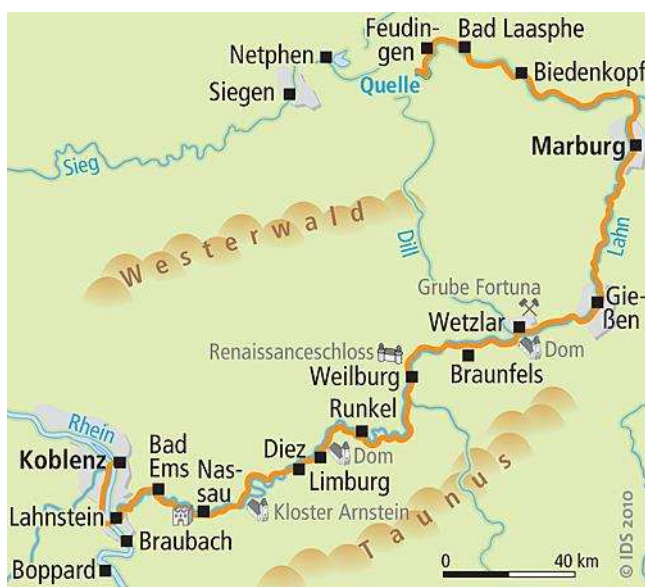 Feudin-
gen
Bad Laasphe
Netphen
Biedenkopf
Quelle
Siegen
Marburg
Sieg
Westerwald
Dill
Lahn
Grube Fortuna
Gie-
ßen
Wetzlar
Renaissanceschloss
Dom
Weilburg
Braunfels
Runkel
Rhein
Bad
Ems
Diez
Dom
Koblenz
Nas-
sau
Limburg
Taunus
Kloster Arnstein
Lahnstein
Braubach
Boppard
0 40 km
© IDS 2010